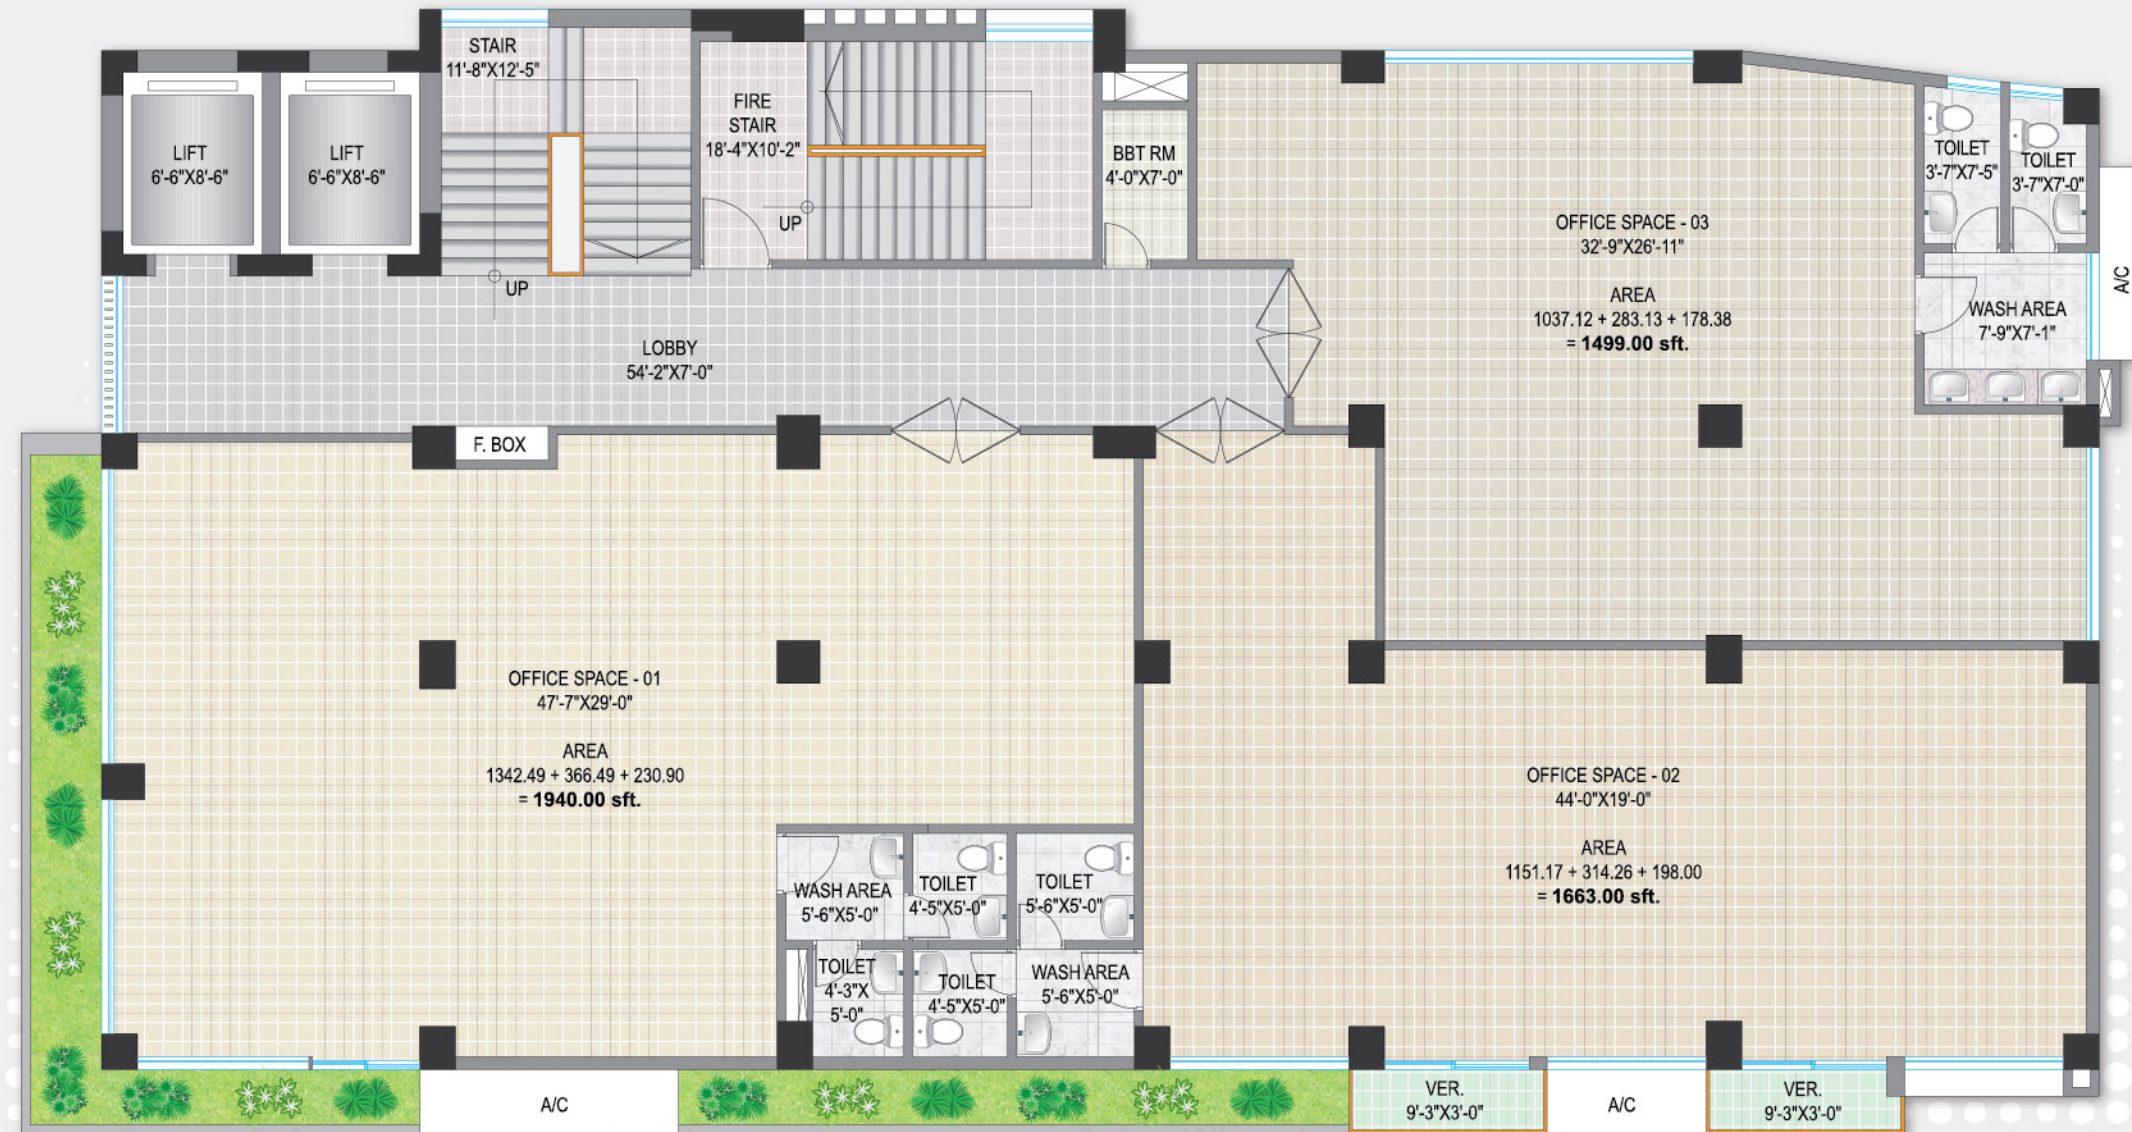 STAIR
11'-8"X12'-5"
LIFT
6'-6"X8'-6"
LIFT
6'-6"X8'-6"
UP
FIRE
STAIR
18'-4"X10'-2"
UP
BBT RM
4'-0"X7'-0"
OFFICE SPACE - 03
32'-9"X26'-11"
AREA
1037.12 + 283.13 + 178.38
= 1499.00 sft.
TOILET
3'-7"X7'-5"
TOILET
3'-7"X7'-0"
WASH AREA
7'-9"X7'-1"
A/C
LOBBY
54'-2"X7'-0"
F. BOX
OFFICE SPACE - 01
47'-7"X29'-0"
AREA
1342.49 + 366.49 + 230.90
= 1940.00 sft.
OFFICE SPACE - 02
44'-0"X19'-0"
AREA
1151.17 + 314.26 + 198.00
= 1663.00 sft.
WASH AREA
5'-6"X5'-0"
TOILET
4'-5"X5'-0"
TOILET
5'-6"X5'-0"
TOILET
4'-3"X
5'-0"
TOILET
4'-5"X5'-0"
WASH AREA
5'-6"X5'-0"
A/C
VER.
9'-3"X3'-0"
A/C
VER.
9'-3"X3'-0"